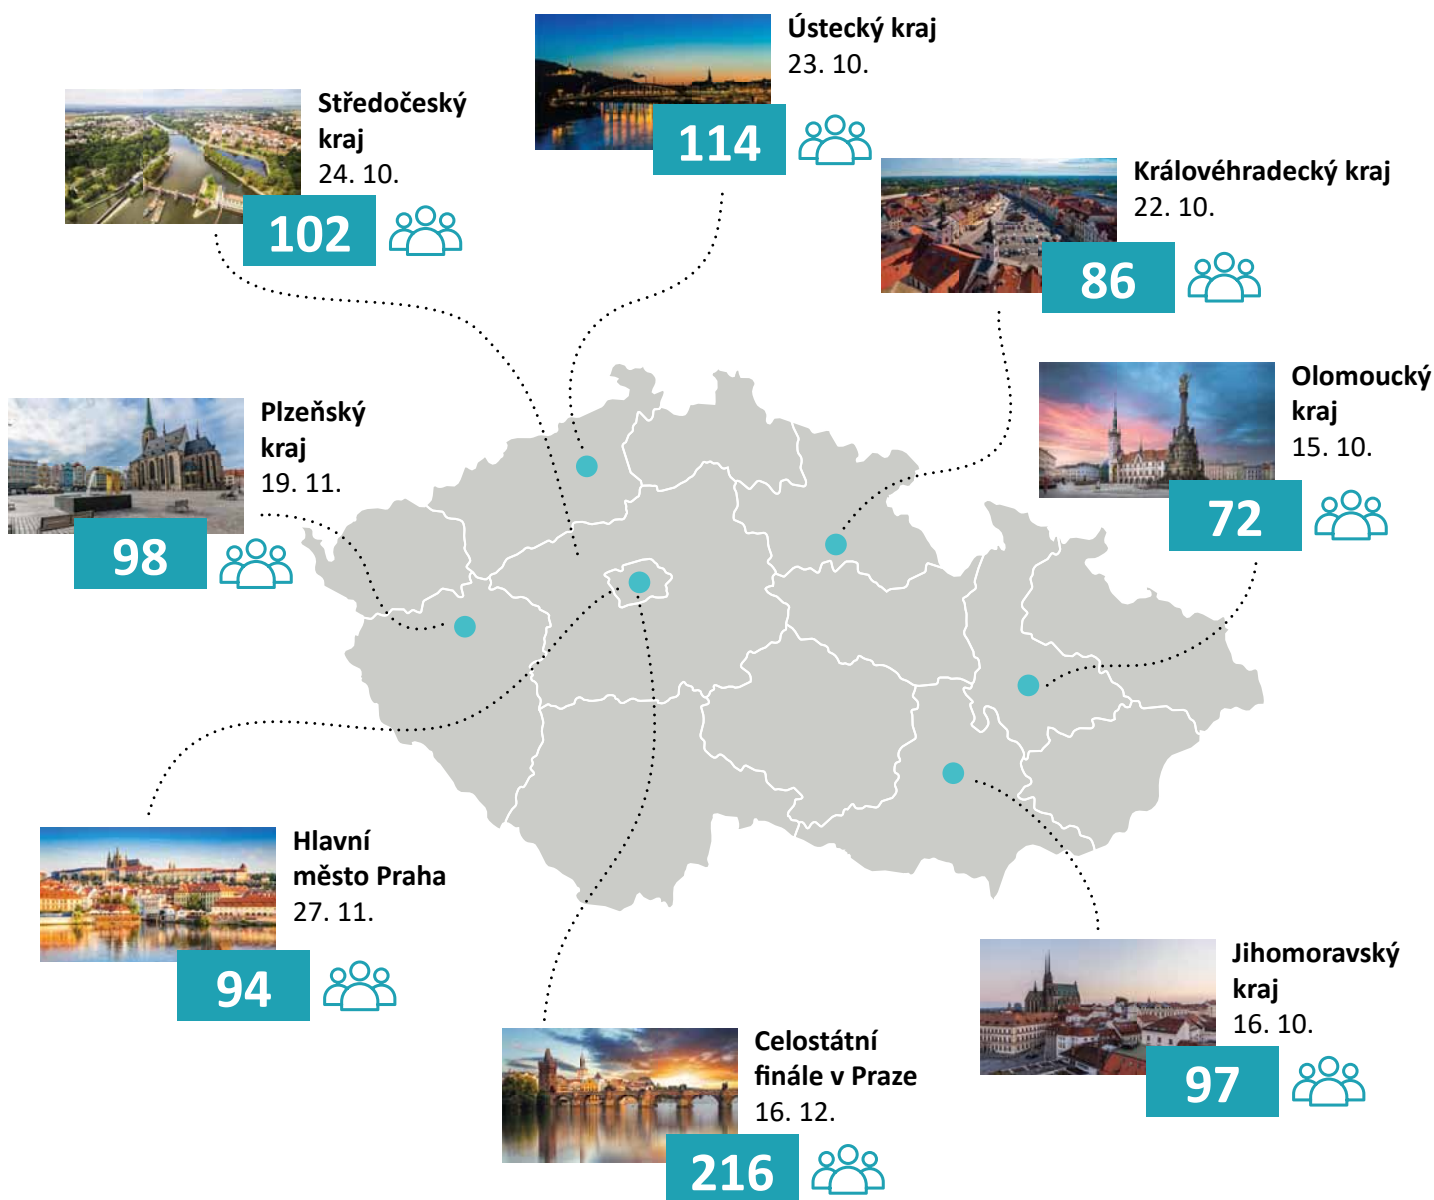 Ústecký kraj
23. 10.
114
Středočeský
kraj
24. 10.
102
Královéhradecký kraj
22. 10.
86
Olomoucký
kraj
15. 10.
72
Plzeňský
kraj
19. 11.
98
Hlavní
město Praha
27. 11.
94
Jihomoravský
kraj
16. 10.
97
Celostátní
finále v Praze
16. 12.
216